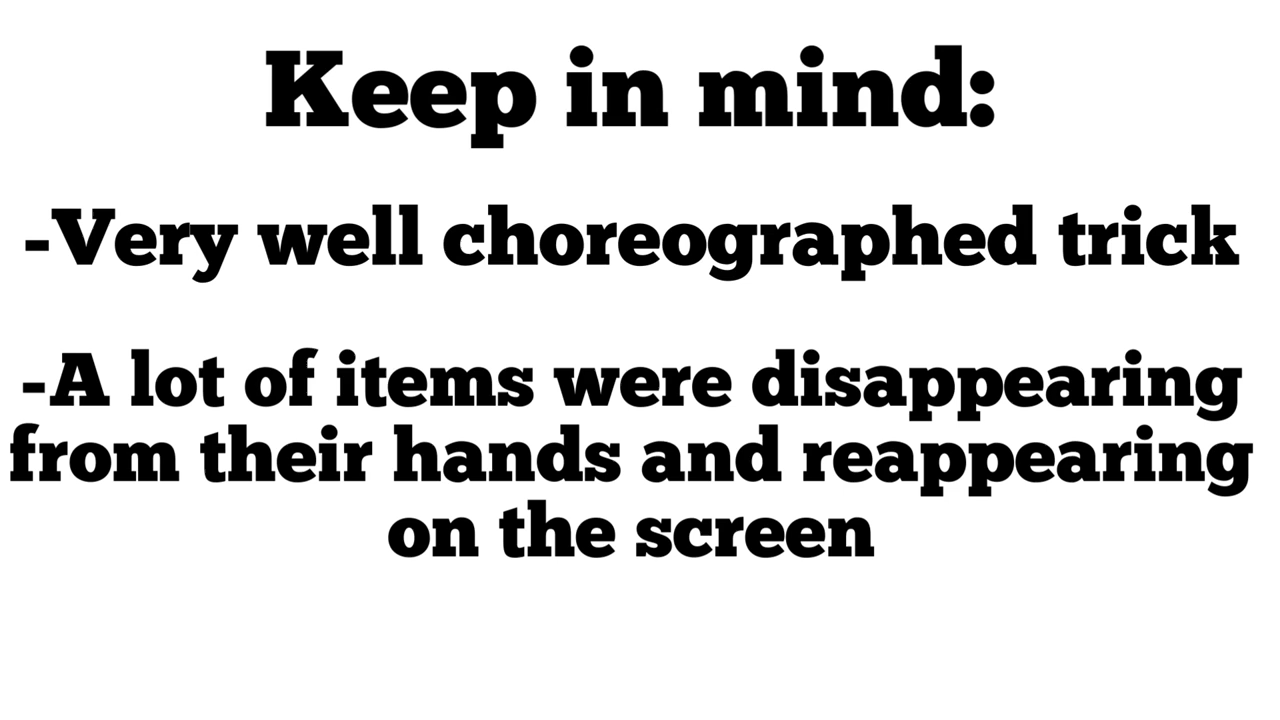 Keep in mind:
-Very well choreographed trick
-A lot of items were disappearing
from their hands and reappearing
on the screen